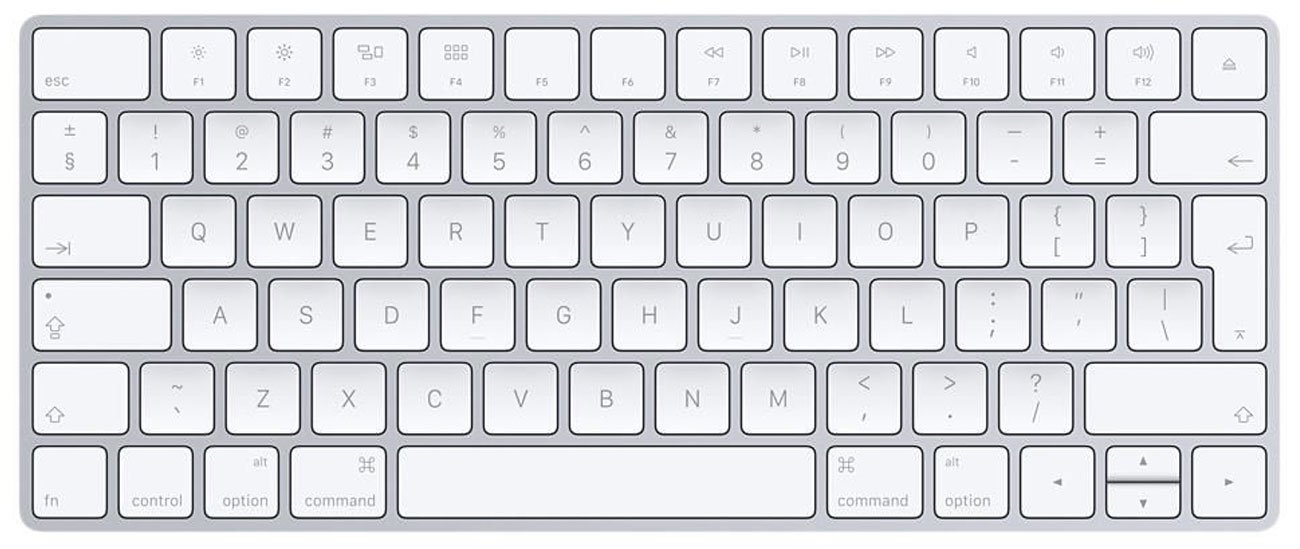 esc F1 F2 F3 F4 F5 F6 F7 F8 F9 F10 F11 F12
± ! @ # $ % ^ & * ( ) — +
§ 1 2 3 4 5 6 7 8 9 0 - =
Q W E R T Y U I O P { }
[ ]
A S D F G H J K L : " |
; ' \
~ Z X C V B N M < > ?
` , . /
alt ⌘ ⌘ alt
fn control option command command option